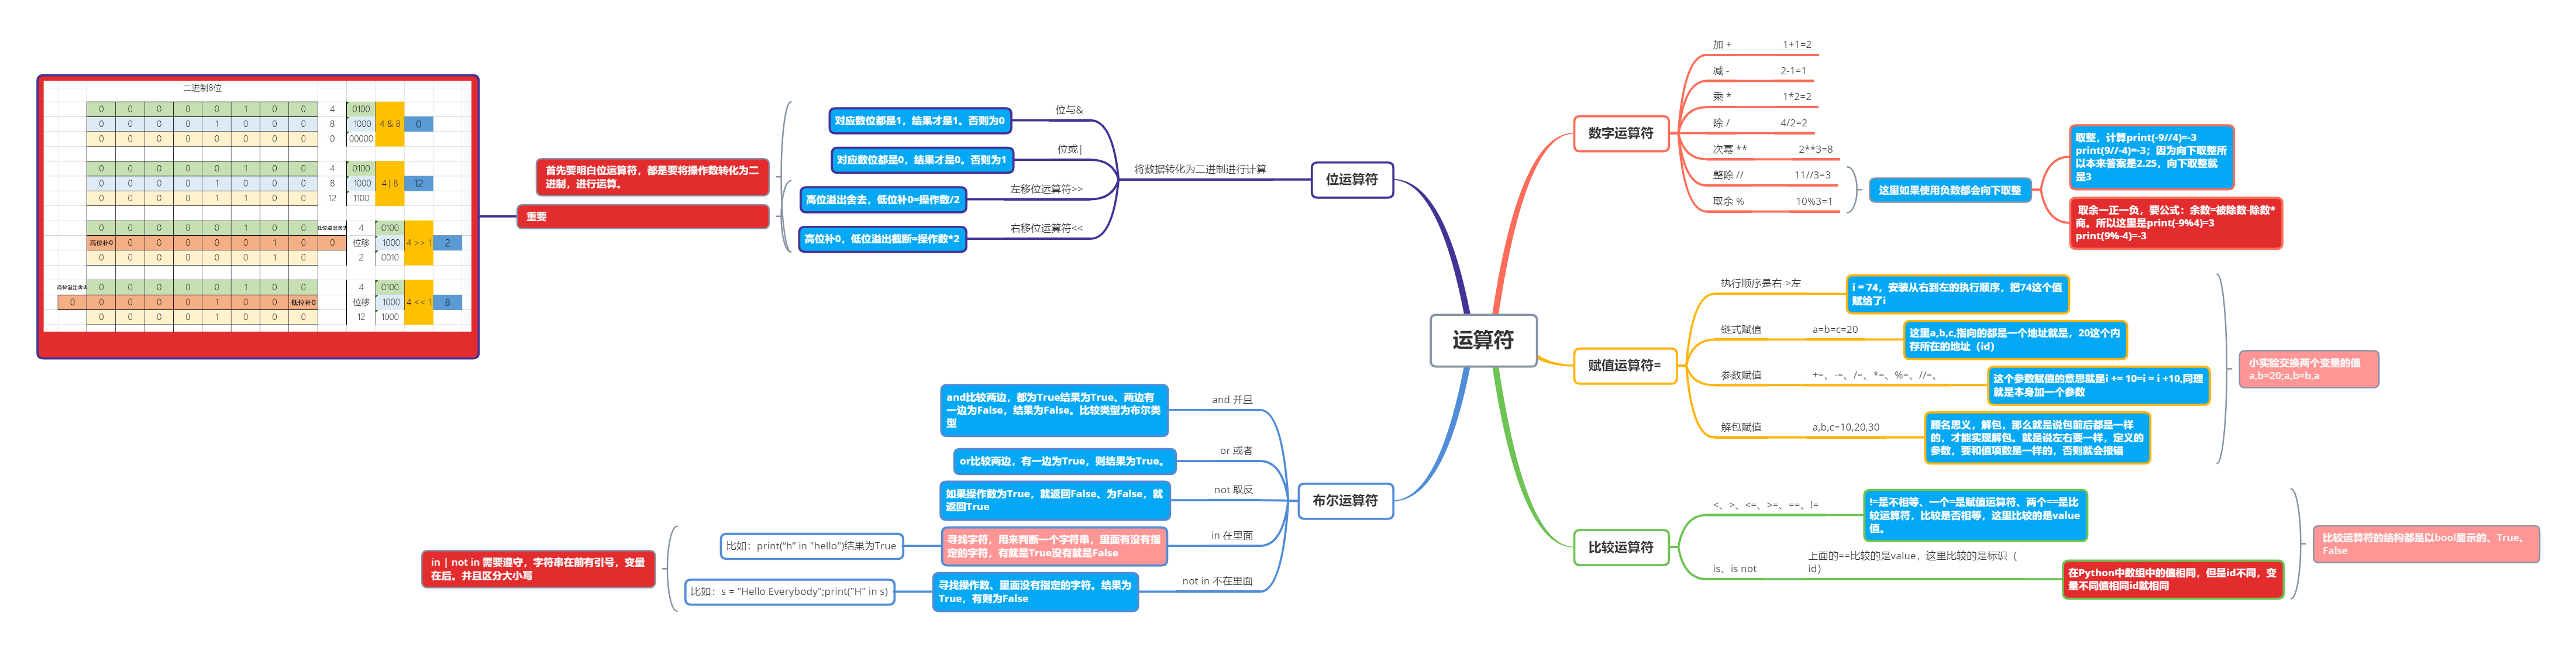 运算符
数字运算符
加 +
1+1=2
减 -
2-1=1
乘 *
1*2=2
除 /
4/2=2
次幂 **
2**3=8
整除 //
11//3=3
取余 %
10%3=1
这里如果使用负数都会向下取整
取整，计算print(-9//4)=-3
print(9//-4)=-3；因为向下取整所
以本来答案是2.25，向下取整就
是3
取余一正一负，要公式：余数=被除数-除数*
商。所以这里是print(-9%4)=3
print(9%-4)=-3
赋值运算符=
执行顺序是右->左
i = 74，安装从右到左的执行顺序，把74这个值
赋给了i
链式赋值
a=b=c=20
这里a,b,c,指向的都是一个地址就是，20这个内
存所在的地址（id）
参数赋值
+=、-=、/=、*=、%=、//=、
这个参数赋值的意思就是i += 10=i = i +10,同理
就是本身加一个参数
解包赋值
a,b,c=10,20,30
顾名思义，解包，那么就是说包前后都是一样
的，才能实现解包。就是说左右要一样，定义的
参数，要和值项数是一样的，否则就会报错
小实验交换两个变量的值
a,b=20;a,b=b,a
比较运算符
<、>、<=、>=、==、!=
!=是不相等、一个=是赋值运算符、两个==是比
较运算符，比较是否相等，这里比较的是value
值。
is、is not
上面的==比较的是value，这里比较的是标识（
id）
在Python中数组中的值相同，但是id不同，变
量不同值相同id就相同
比较运算符的结构都是以bool显示的、True、
False
位运算符
将数据转化为二进制进行计算
位与&
对应数位都是1，结果才是1。否则为0
位或|
对应数位都是0，结果才是0。否则为1
左移位运算符>>
高位溢出舍去，低位补0≈操作数/2
右移位运算符<<
高位补0，低位溢出截断≈操作数*2
首先要明白位运算符，都是要将操作数转化为二
进制，进行运算。
重要
二进制8位
0 0 0 0 0 1 0 0 4 0100
0 0 0 0 1 0 0 0 8 1000 4 & 8 0
0 0 0 0 0 0 0 0 0 00000
0 0 0 0 0 1 0 0 4 0100
0 0 0 0 1 0 0 0 8 1000 4 | 8 12
0 0 0 0 1 1 0 0 12 1100
0 0 0 0 0 1 0 0 低位溢出舍去 4 0100
高位补0 0 0 0 0 0 1 0 0 位移 1000 4 >> 1 2
0 0 0 0 0 0 1 0 2 0010
高位溢出舍去 0 0 0 0 0 1 0 0 4 0100
0 0 0 0 0 1 0 0 低位补0 位移 1000 4 << 1 8
0 0 0 0 1 0 0 0 12 1000
布尔运算符
and 并且
and比较两边，都为True结果为True、两边有
一边为False，结果为False。比较类型为布尔类
型
or 或者
or比较两边，有一边为True，则结果为True。
not 取反
如果操作数为True，就返回False、为False，就
返回True
in 在里面
寻找字符，用来判断一个字符串，里面有没有指
定的字符，有就是True没有就是False
比如：print("h" in "hello")结果为True
not in 不在里面
寻找操作数、里面没有指定的字符。结果为
True，有则为False
比如：s = "Hello Everybody";print("H" in s)
in | not in 需要遵守，字符串在前有引号，变量
在后。并且区分大小写